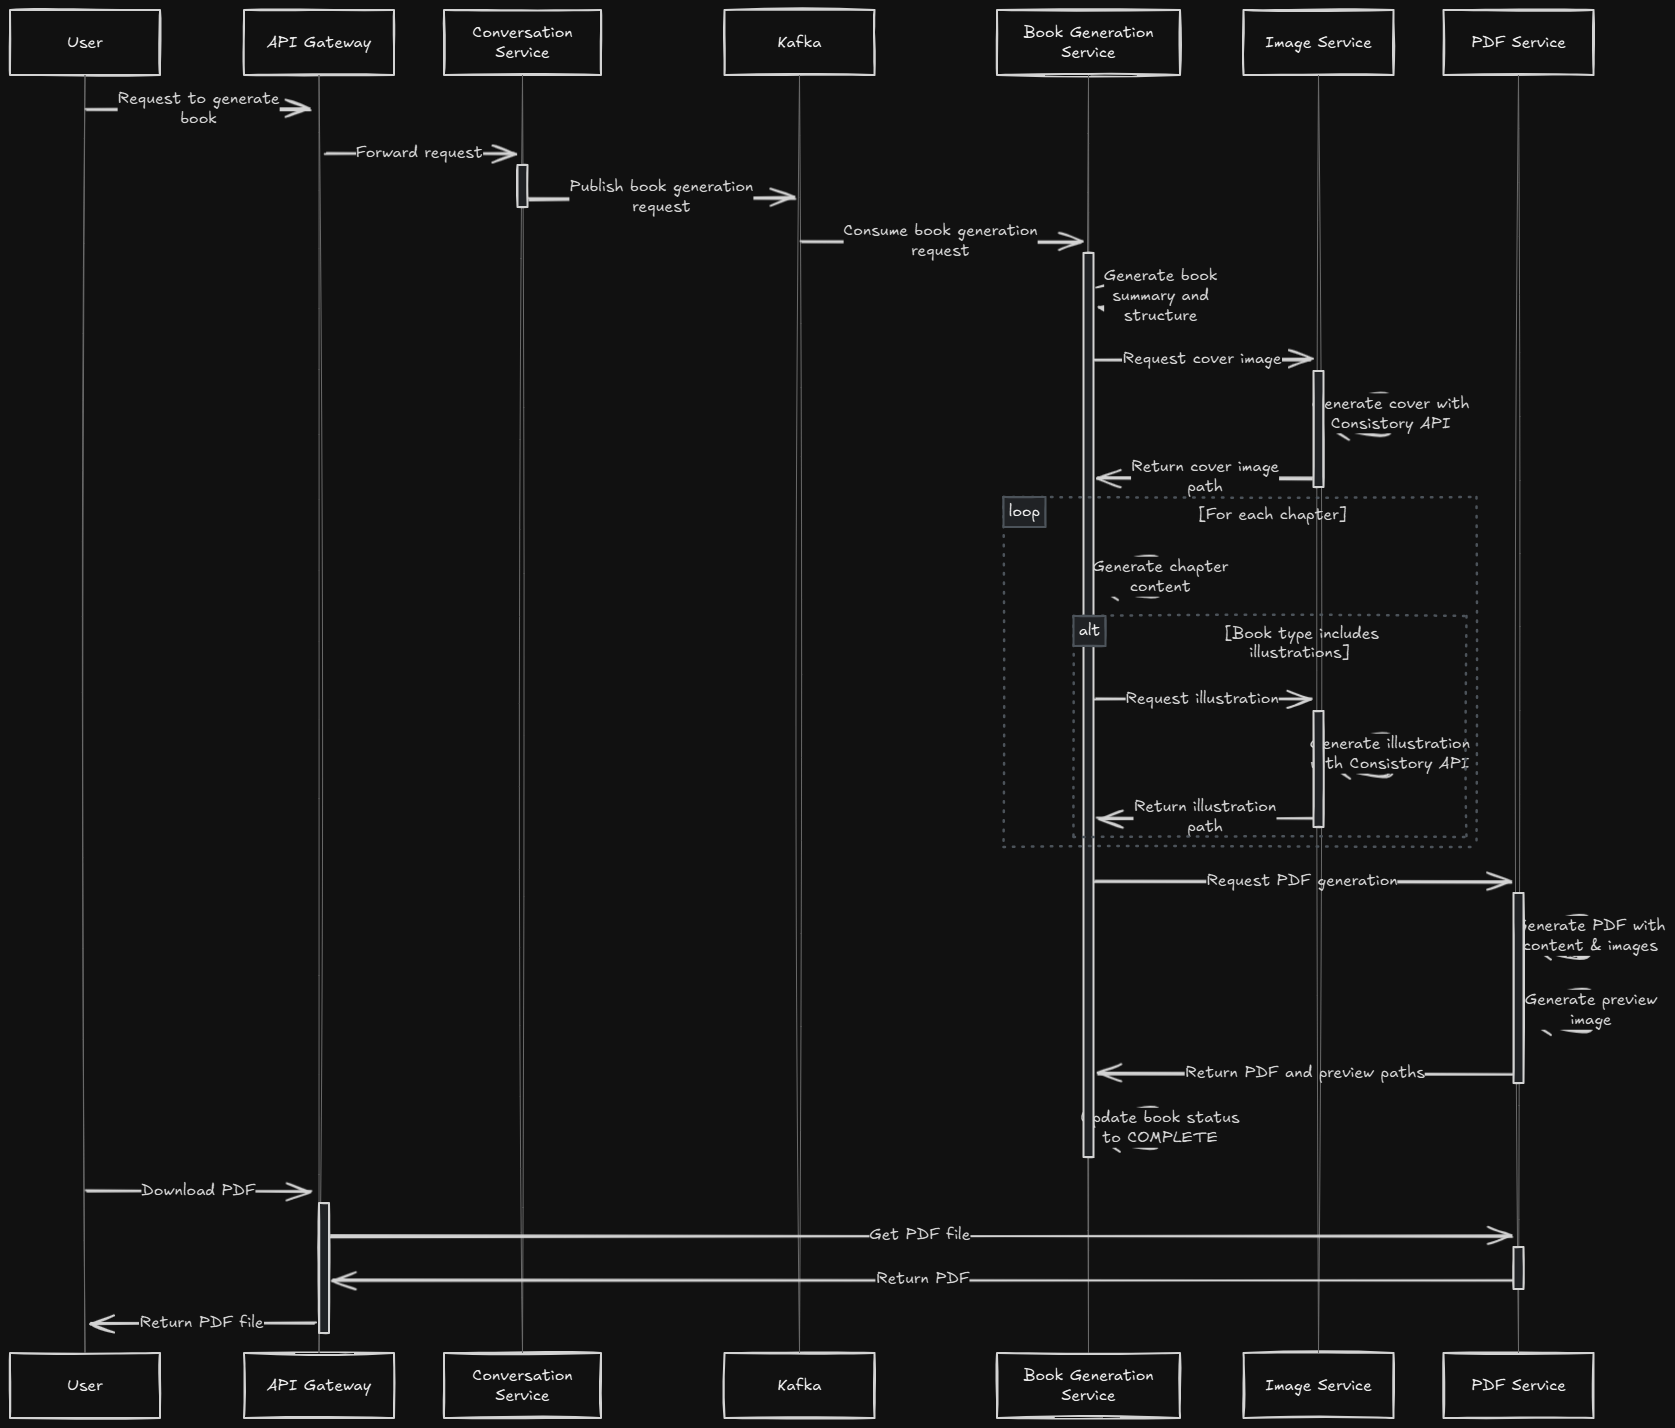 User
API Gateway
Conversation
Service
Kafka
Book Generation
Service
Image Service
PDF Service
Request to generate
book
Forward request
Publish book generation
request
Consume book generation
request
Generate book
summary and
structure
Request cover image
enerate cover with
Consistory API
Return cover image
path
loop
[For each chapter]
Generate chapter
content
alt
[Book type includes
illustrations]
Request illustration
Generate illustration
th Consistory API
Return illustration
path
Request PDF generation
enerate PDF with
content & images
Generate preview
image
Return PDF and preview paths
pdate book status
to COMPLETE
Download PDF
Get PDF file
Return PDF
Return PDF file
User
API Gateway
Conversation
Service
Kafka
Book Generation
Service
Image Service
PDF Service